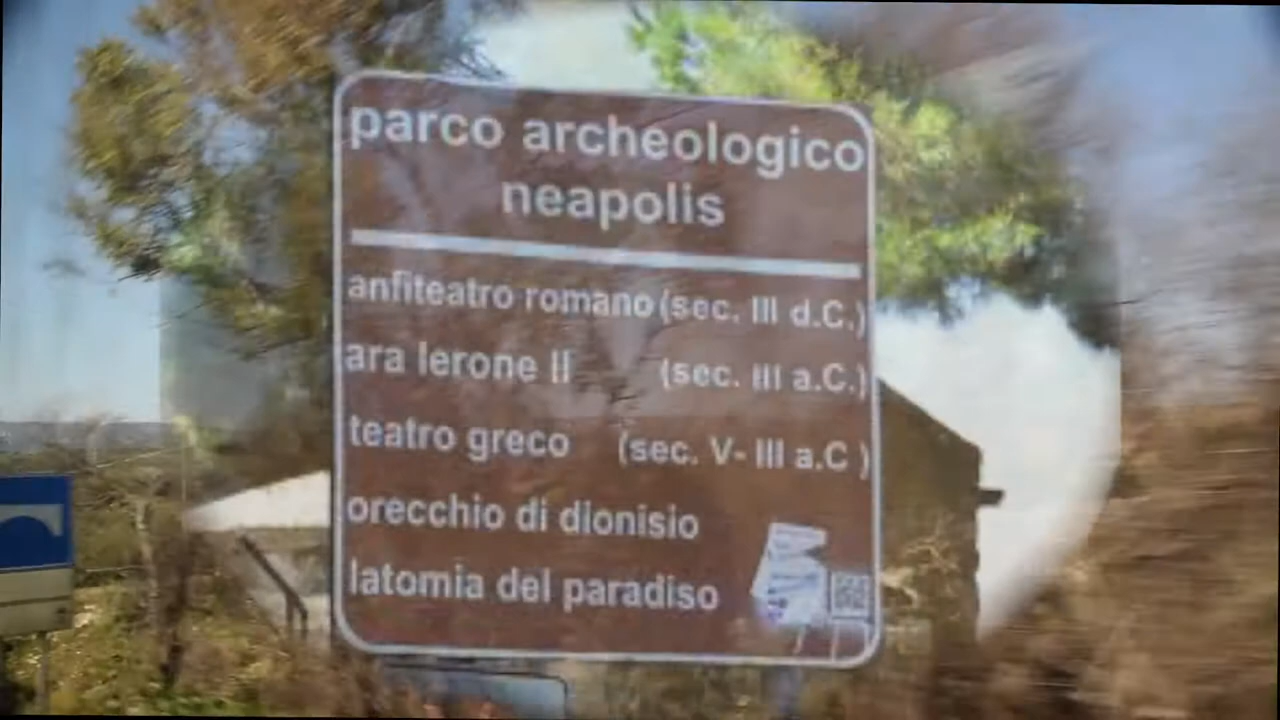 parco archeologico
neapolis
anfiteatro romano (sec. III d.C.)
ara Ierone II (sec. III a.C.)
teatro greco (sec. V- III a.C )
orecchio di dionisio
latomia del paradiso